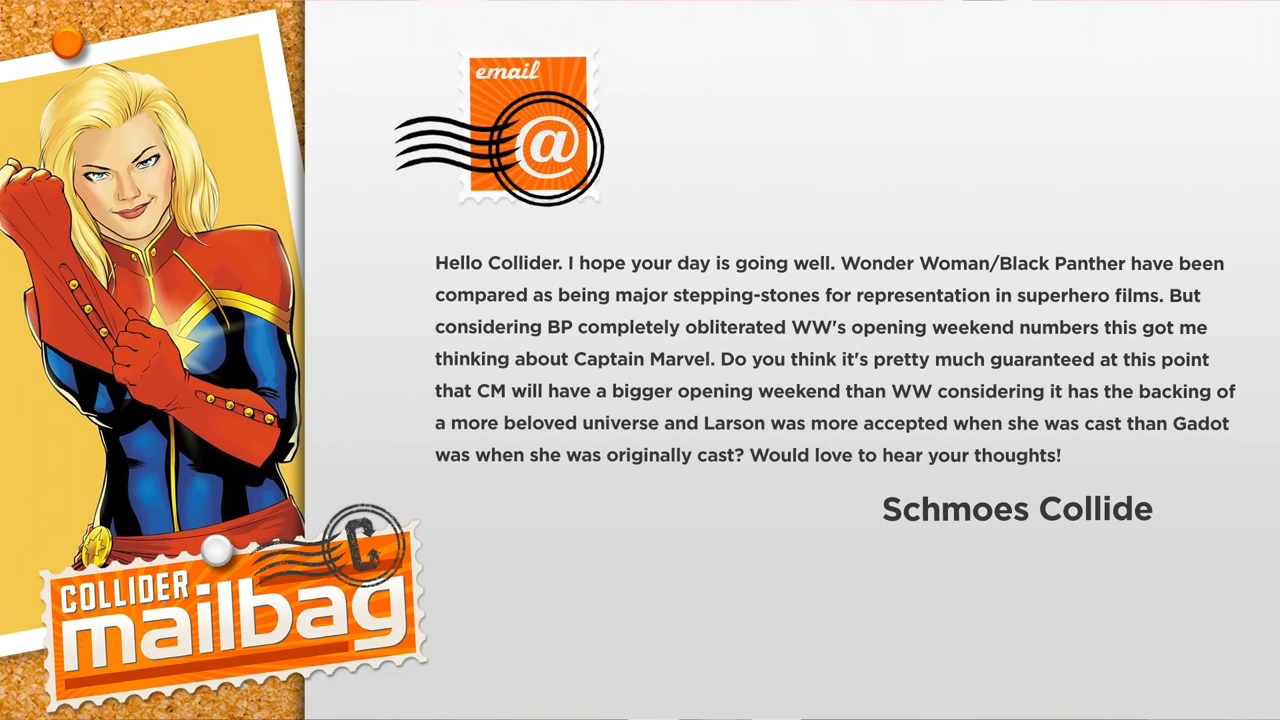 email
@
Hello Collider. I hope your day is going well. Wonder Woman/Black Panther have been
compared as being major stepping-stones for representation in superhero films. But
considering BP completely obliterated WW's opening weekend numbers this got me
thinking about Captain Marvel. Do you think it's pretty much guaranteed at this point
that CM will have a bigger opening weekend than WW considering it has the backing of
a more beloved universe and Larson was more accepted when she was cast than Gadot
was when she was originally cast? Would love to hear your thoughts!
Schmoes Collide
C
COLLIDER
mailbag